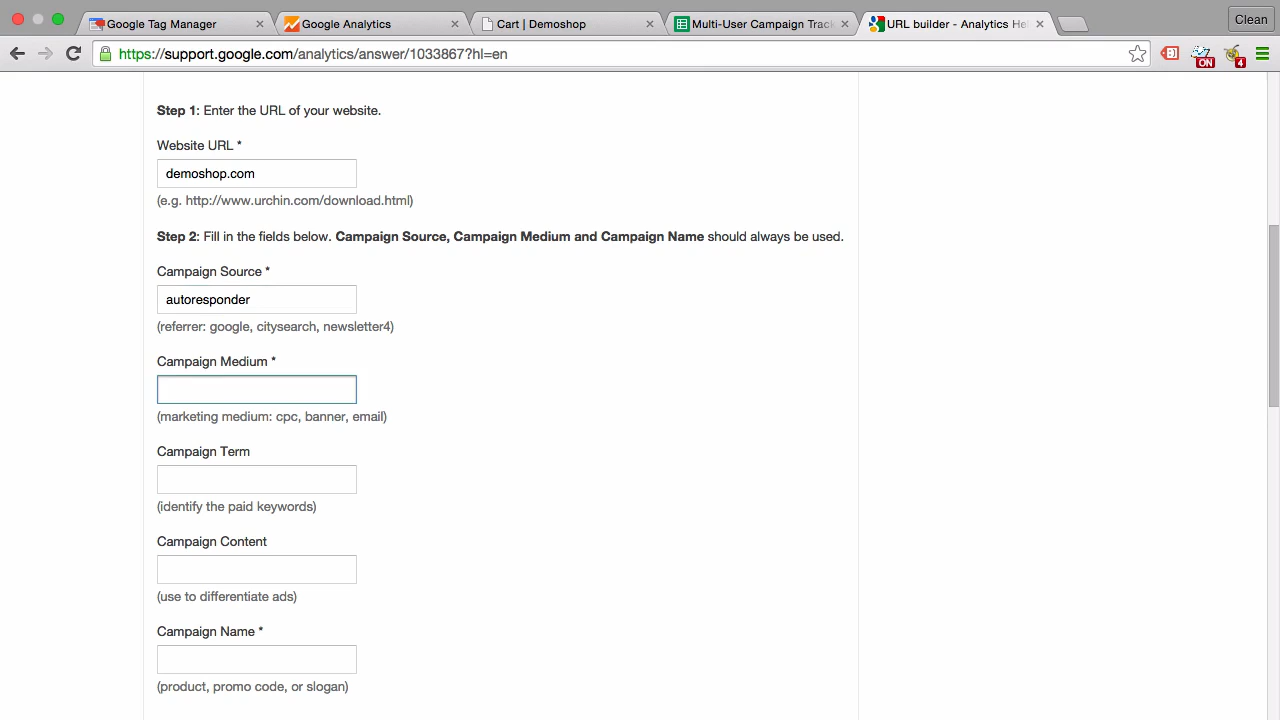 Google Tag Manager
Google Analytics
Cart | Demoshop
Multi-User Campaign Track
URL builder - Analytics He
Clean
https://support.google.com/analytics/answer/1033867?hl=en
ON
4
Step 1: Enter the URL of your website.
Website URL *
demoshop.com
(e.g. http://www.urchin.com/download.html)
Step 2: Fill in the fields below. Campaign Source, Campaign Medium and Campaign Name should always be used.
Campaign Source *
autoresponder
(referrer: google, citysearch, newsletter4)
Campaign Medium *
(marketing medium: cpc, banner, email)
Campaign Term
(identify the paid keywords)
Campaign Content
(use to differentiate ads)
Campaign Name *
(product, promo code, or slogan)